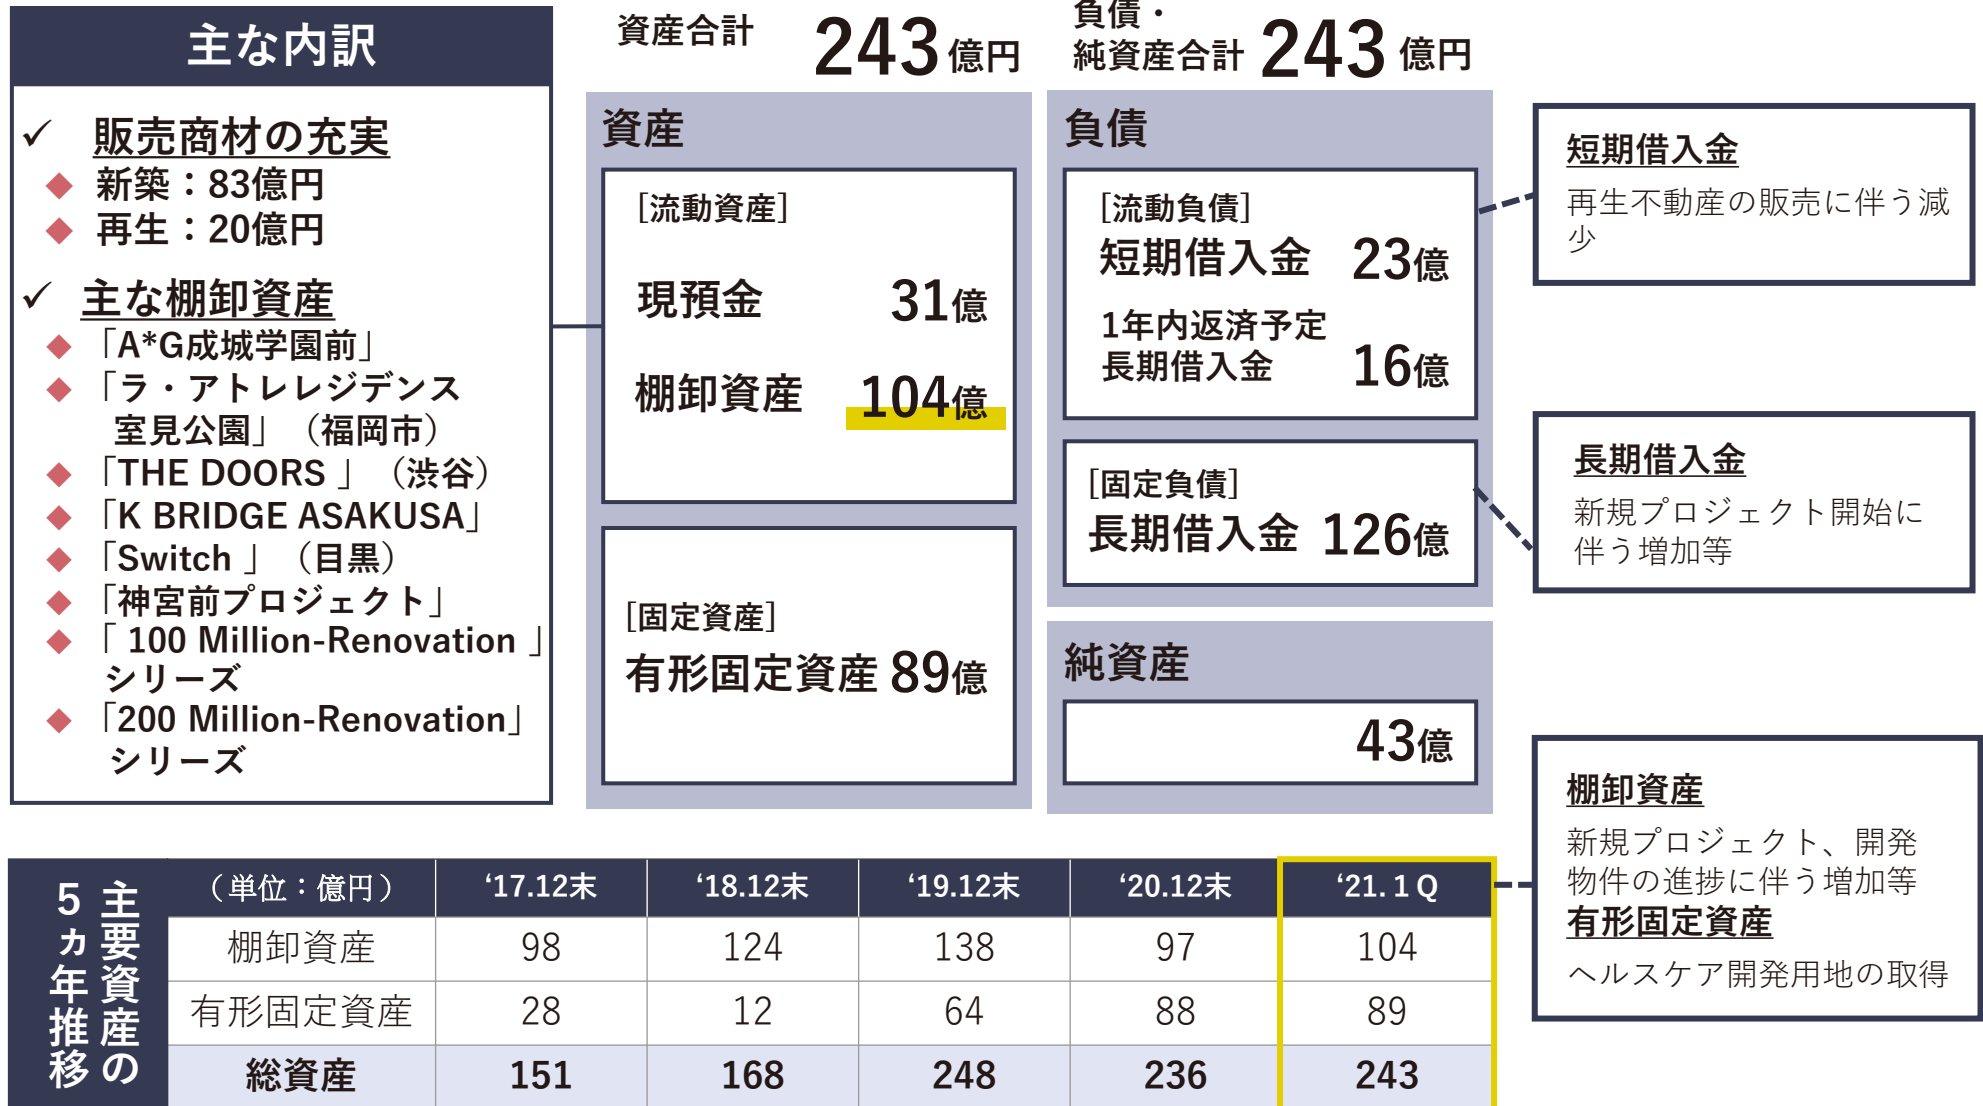 主な内訳
✓ 販売商材の充実
◆ 新築：83億円
◆ 再生：20億円
✓ 主な棚卸資産
◆ 「A*G成城学園前」
◆ 「ラ・アトレレジデンス
室見公園」（福岡市）
◆ 「THE DOORS 」（渋谷）
◆ 「K BRIDGE ASAKUSA」
◆ 「Switch 」（目黒）
◆ 「神宮前プロジェクト」
◆ 「 100 Million-Renovation 」
シリーズ
◆ 「200 Million-Renovation」
シリーズ
資産合計 243億円
資産
[流動資産]
現預金 31億
棚卸資産 104億
[固定資産]
有形固定資産 89億
負債・
純資産合計 243億円
負債
[流動負債]
短期借入金 23億
1年内返済予定
長期借入金 16億
[固定負債]
長期借入金 126億
純資産
43億
短期借入金
再生不動産の販売に伴う減
少
長期借入金
新規プロジェクト開始に
伴う増加等
棚卸資産
新規プロジェクト、開発
物件の進捗に伴う増加等
有形固定資産
ヘルスケア開発用地の取得
主要資産の
5ヵ年推移
（単位：億円） ‘17.12末 ‘18.12末 ‘19.12末 ‘20.12末 ‘21.１Q
棚卸資産 98 124 138 97 104
有形固定資産 28 12 64 88 89
総資産 151 168 248 236 243